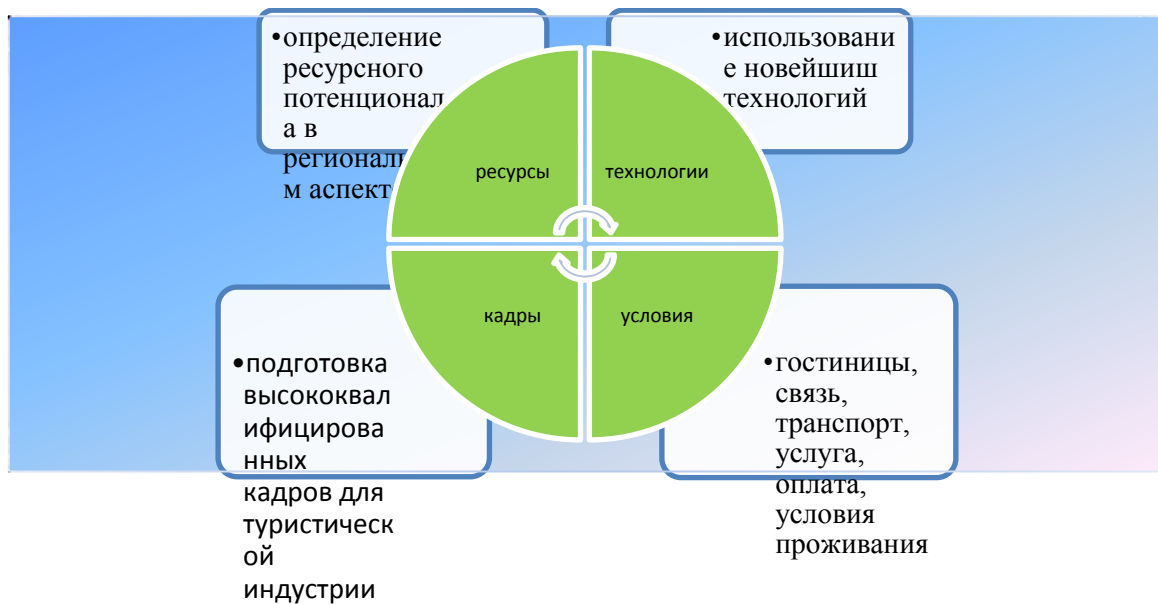 •определение
ресурсного
потенционал
а в
региональ
м аспект
•использовани
е новейшиш
технологий
ресурсы
технологии
кадры
условия
•подготовка
высококвал
ифицирова
нных
кадров для
туристическ
ой
индустрии
•гостиницы,
связь,
транспорт,
услуга,
оплата,
условия
проживания